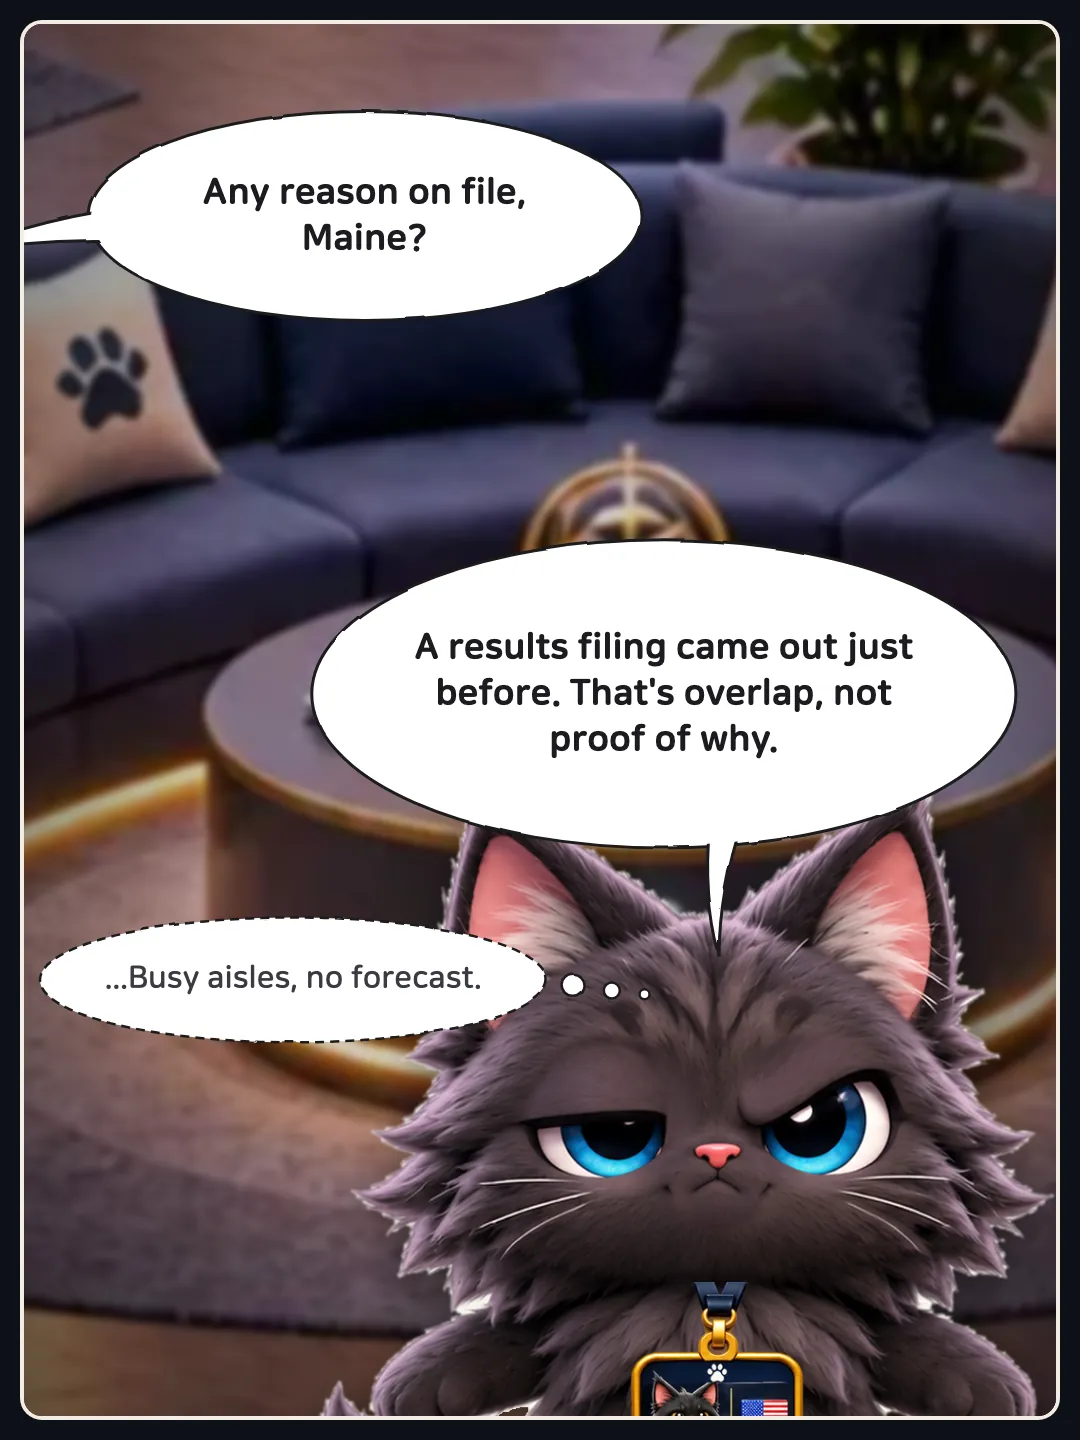 Any reason on file,
Maine?
A results filing came out just
before. That's overlap, not
proof of why.
...Busy aisles, no forecast.